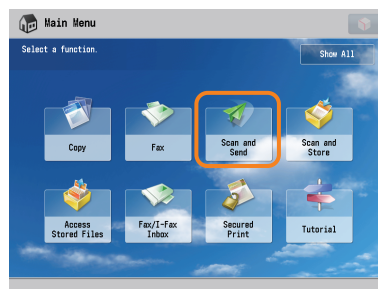 Main Menu
Select a function.
Show All
Copy
Fax
Scan and
Send
Scan and
Store
Access
Stored Files
Fax/I-Fax
Inbox
Secured
Print
Tutorial